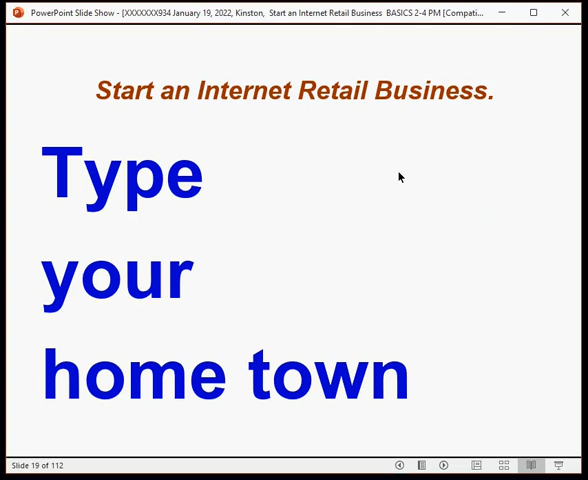 PowerPoint Slide Show - [XXXXXXX934 January 19, 2022, Kinston, Start an Internet Retail Business BASICS 2-4 PM [Compati...
Start an Internet Retail Business.
Type
your
home town
Slide 19 of 112